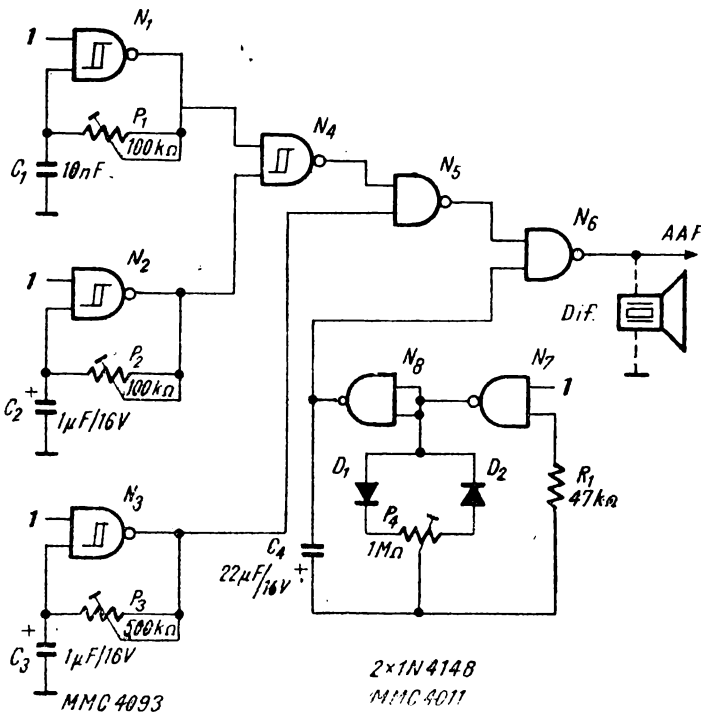 N1
1
P1
100kΩ
C1
10nF
N4
N5
N6
AAF
N2
1
P2
100kΩ
C2
+
1µF/16V
Dif.
N8
N7
1
D1
D2
R1
47kΩ
P4
1MΩ
C4
22µF/16V
+
N3
1
P3
500kΩ
C3
+
1µF/16V
MMC 4093
2×1N4148
MMC 4011